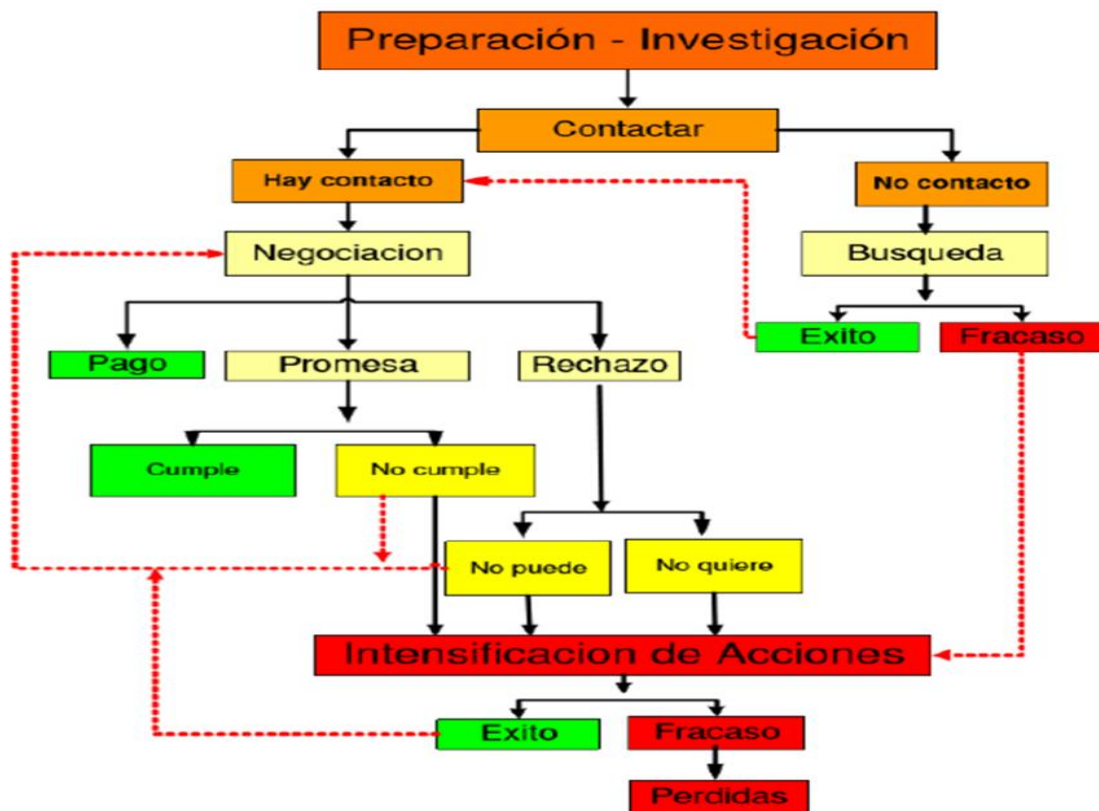 Preparación - Investigación
Contactar
Hay contacto
No contacto
Negociacion
Búsqueda
Exito
Fracaso
Pago
Promesa
Rechazo
Cumple
No cumple
No puede
No quiere
Intensificacion de Acciones
Exito
Fracaso
Perdidas